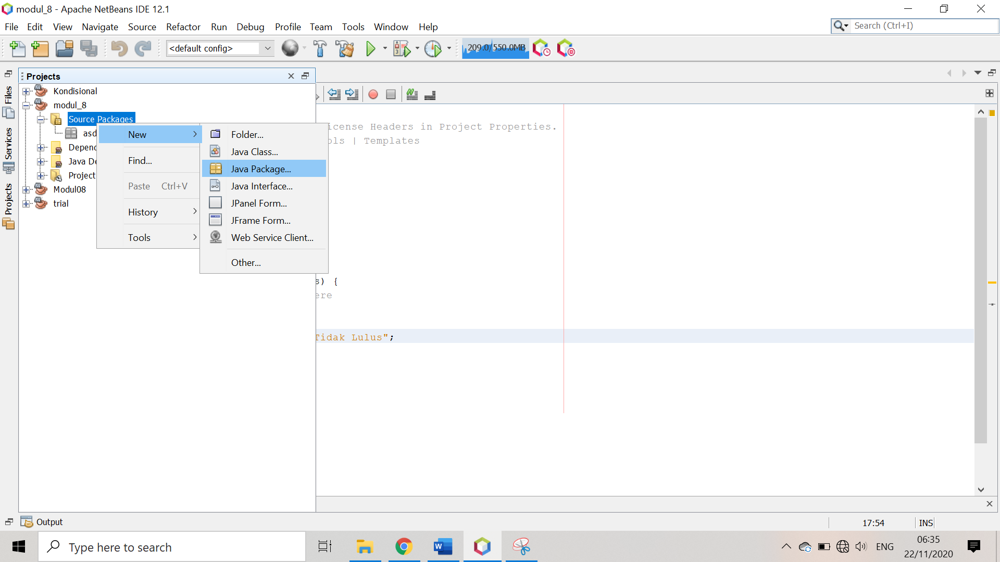 modul_8 - Apache NetBeans IDE 12.1
File Edit View Navigate Source Refactor Run Debug Profile Team Tools Window Help
Search (Ctrl+I)
<default config>
209.0/550.0MB
Projects
Files
Services
Projects
Kondisional
modul_8
Source Packages
asd
Depen
Java De
Project
Modul08
trial
New
Find...
Paste Ctrl+V
History
Tools
Folder...
Java Class...
Java Package...
Java Interface...
JPanel Form...
JFrame Form...
Web Service Client...
Other...
icense Headers in Project Properties.
ols | Templates
s) {
ere
Tidak Lulus";
Output
17:54 INS
Type here to search
ENG
06:35
22/11/2020